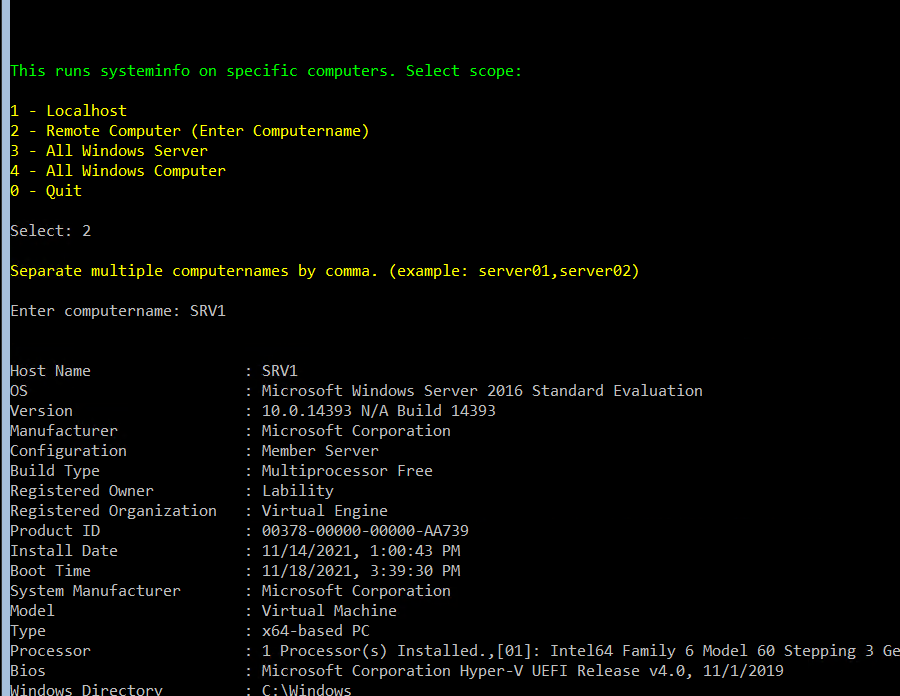 This runs systeminfo on specific computers. Select scope:
1 - Localhost
2 - Remote Computer (Enter Computername)
3 - All Windows Server
4 - All Windows Computer
0 - Quit
Select: 2
Separate multiple computernames by comma. (example: server01,server02)
Enter computername: SRV1
Host Name : SRV1
OS : Microsoft Windows Server 2016 Standard Evaluation
Version : 10.0.14393 N/A Build 14393
Manufacturer : Microsoft Corporation
Configuration : Member Server
Build Type : Multiprocessor Free
Registered Owner : Lability
Registered Organization : Virtual Engine
Product ID : 00378-00000-00000-AA739
Install Date : 11/14/2021, 1:00:43 PM
Boot Time : 11/18/2021, 3:39:30 PM
System Manufacturer : Microsoft Corporation
Model : Virtual Machine
Type : x64-based PC
Processor : 1 Processor(s) Installed.,[01]: Intel64 Family 6 Model 60 Stepping 3 Ge
Bios : Microsoft Corporation Hyper-V UEFI Release v4.0, 11/1/2019
Windows Directory : C:\Windows